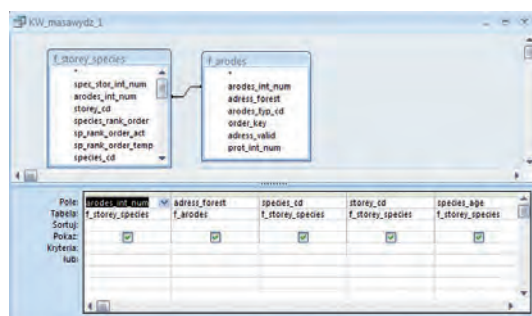 KW_masawydz_1
f_storey_species
*
spec_stor_int_num
arodes_int_num
storey_cd
species_rank_order
sp_rank_order_act
sp_rank_order_temp
species_cd
f_arodes
*
arodes_int_num
adress_forest
arodes_typ_cd
order_key
adress_valid
prot_int_num
Pole: arodes_int_num adress_forest species_cd storey_cd species_age
Tabela: f_storey_species f_arodes f_storey_species f_storey_species f_storey_species
Sortuj:
Pokaż:
Kryteria:
lub: